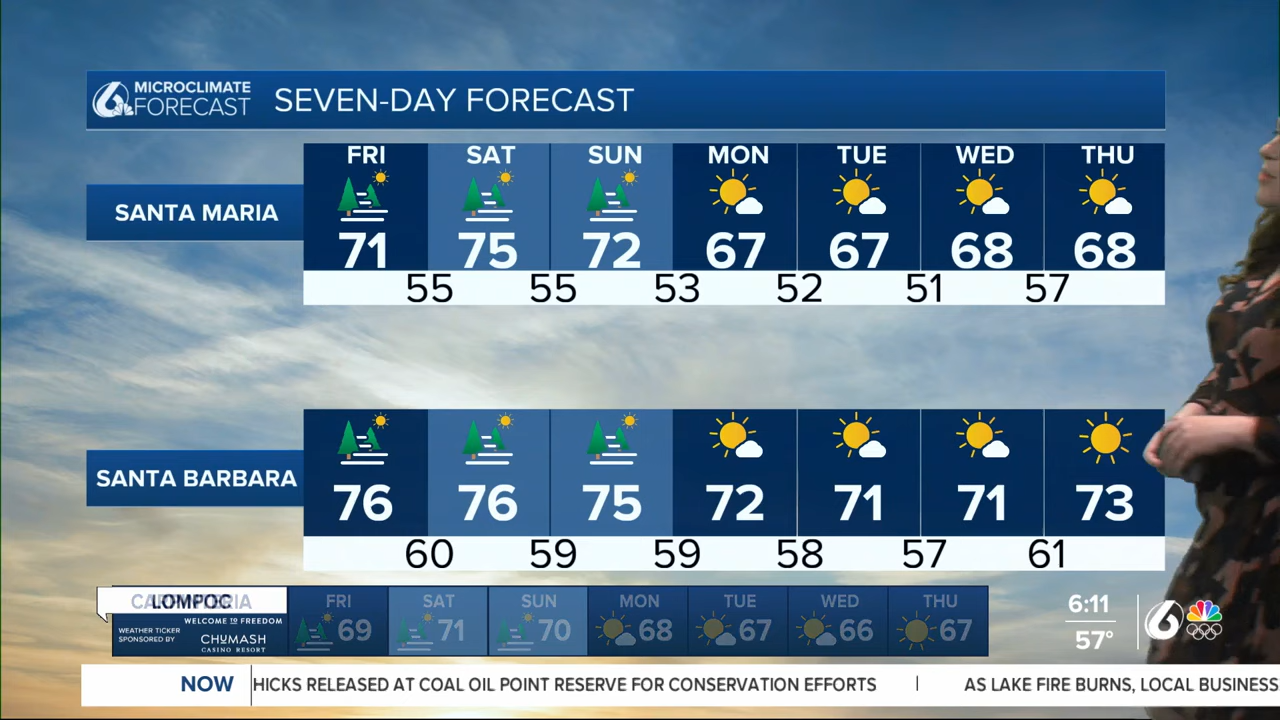 6 MICROCLIMATE FORECAST
SEVEN-DAY FORECAST
FRI SAT SUN MON TUE WED THU
SANTA MARIA
71 75 72 67 67 68 68
55 55 53 52 51 57
SANTA BARBARA
76 76 75 72 71 71 73
60 59 59 58 57 61
LOMPOC
FRI SAT SUN MON TUE WED THU
69 71 70 68 67 66 67
WELCOME TO FREEDOM
WEATHER TICKER
SPONSORED BY
CHUMASH
CASINO RESORT
6:11
57°
6
NOW
HICKS RELEASED AT COAL OIL POINT RESERVE FOR CONSERVATION EFFORTS | AS LAKE FIRE BURNS, LOCAL BUSINESS